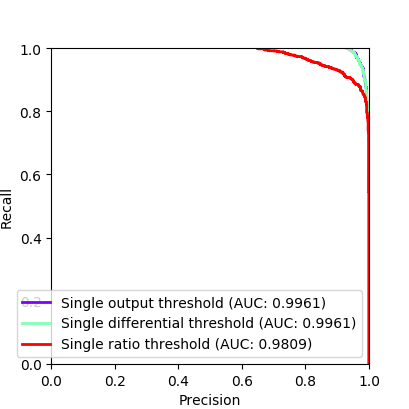 1.0
0.8
0.6
0.4
0.2
0.0
Recall
Single output threshold (AUC: 0.9961)
Single differential threshold (AUC: 0.9961)
Single ratio threshold (AUC: 0.9809)
0.0 0.2 0.4 0.6 0.8 1.0
Precision